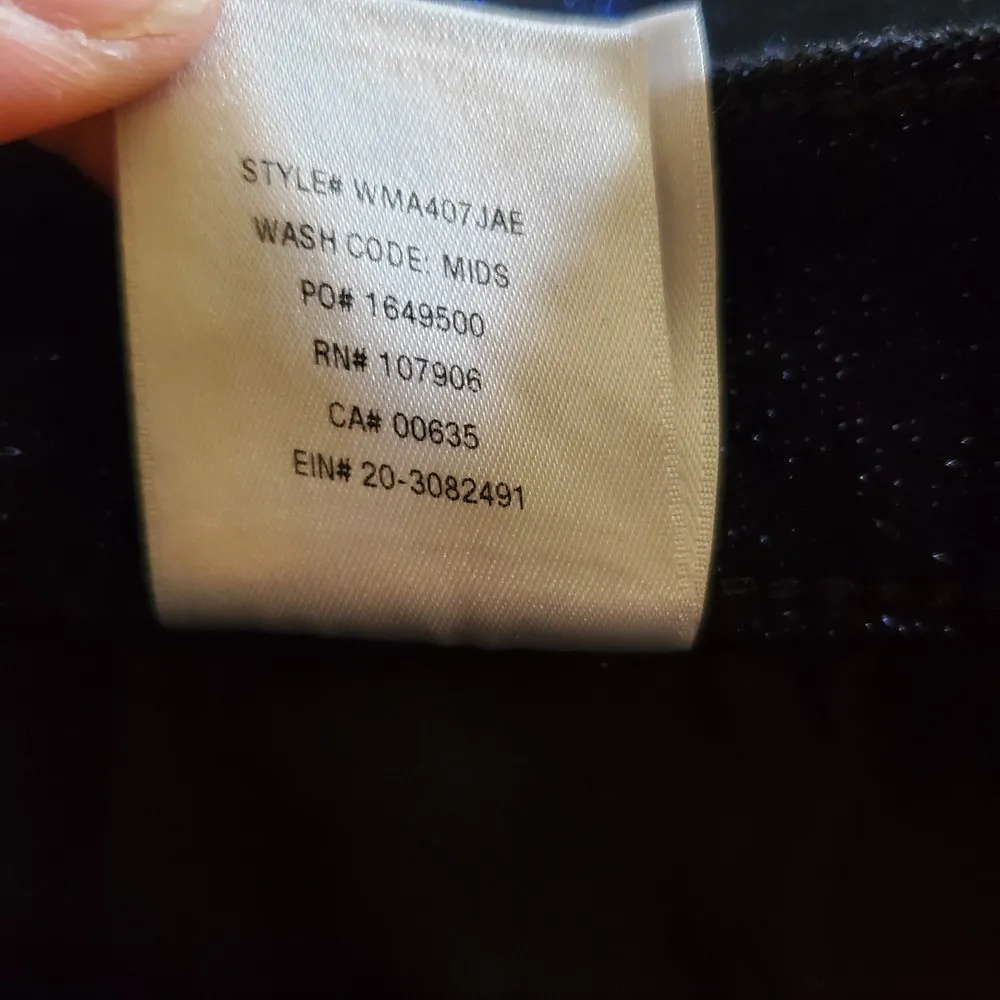 STYLE# WMA407JAE
WASH CODE: MIDS
PO# 1649500
RN# 107906
CA# 00635
EIN# 20-3082491